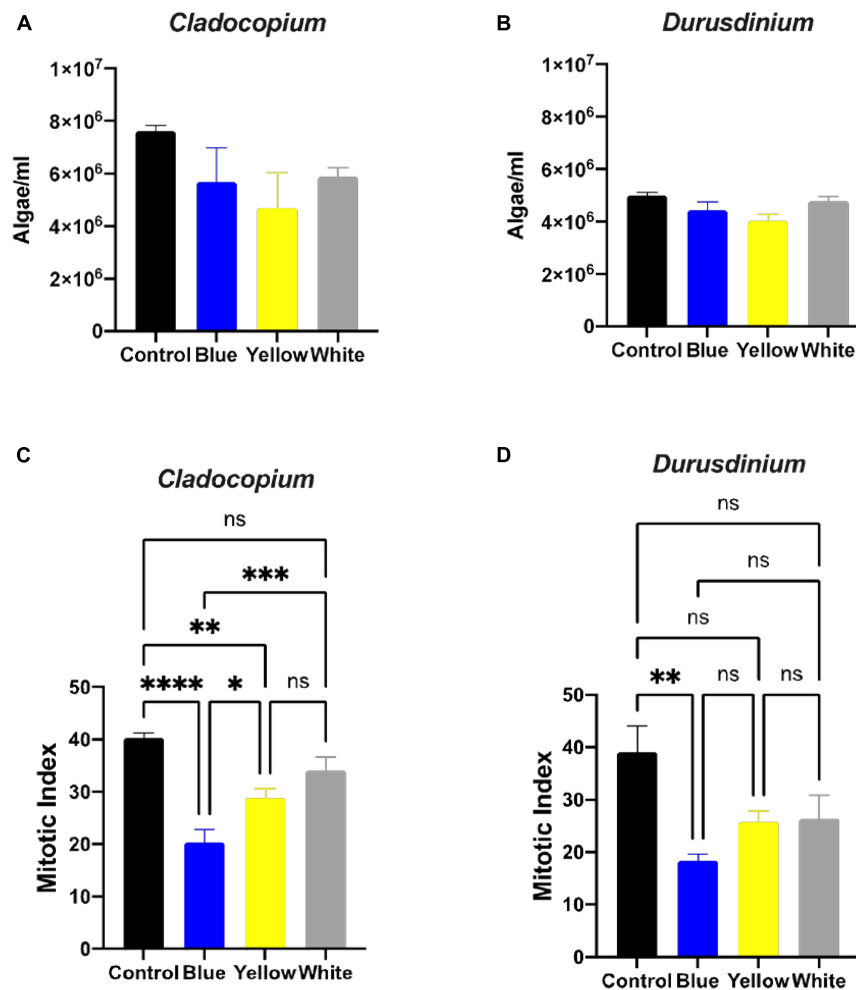 A
Cladocopium
1×10⁷
8×10⁶
6×10⁶
4×10⁶
2×10⁶
0
Algae/ml
Control Blue Yellow White
B
Durusdinium
1×10⁷
8×10⁶
6×10⁶
4×10⁶
2×10⁶
0
Algae/ml
Control Blue Yellow White
C
Cladocopium
ns
***
**
**** * ns
50
40
30
20
10
0
Mitotic Index
Control Blue Yellow White
D
Durusdinium
ns
ns
ns
** ns ns
50
40
30
20
10
0
Mitotic Index
Control Blue Yellow White